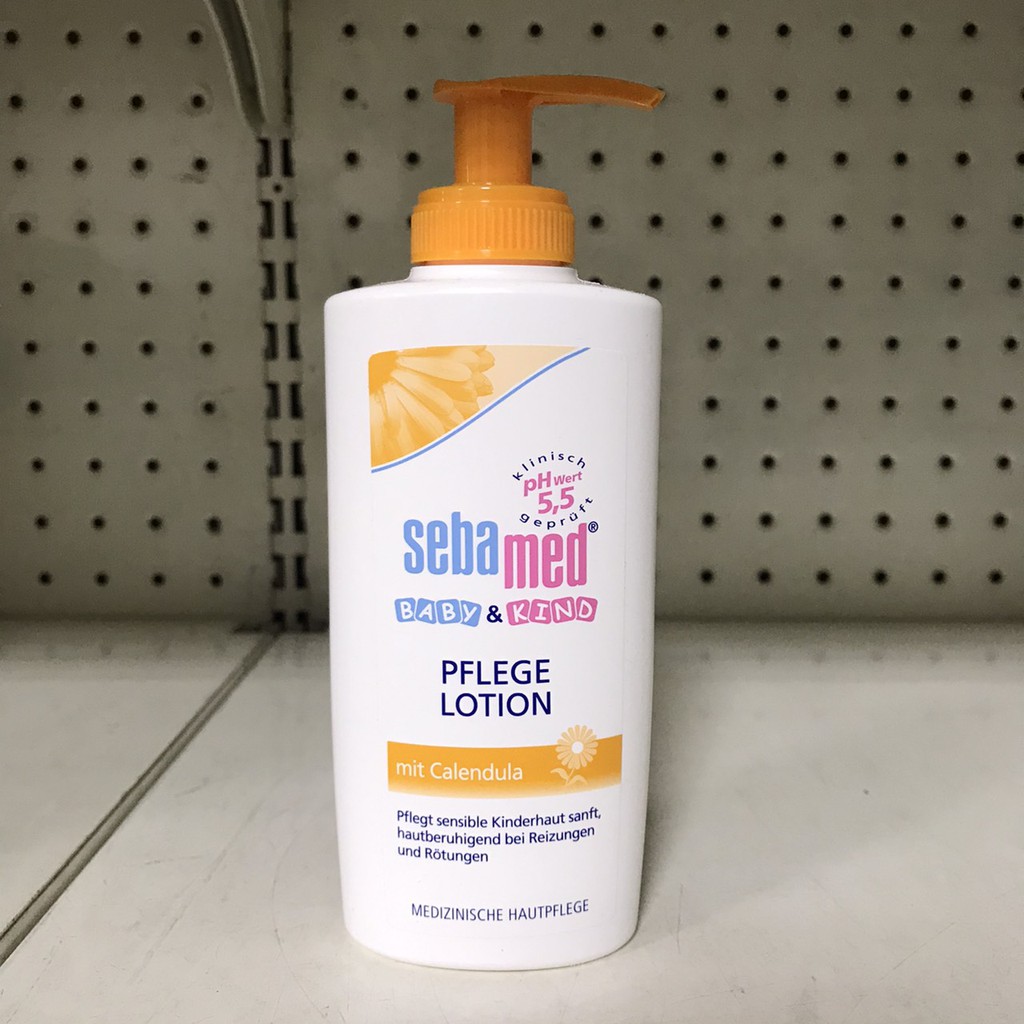 klinisch
pH Wert
5,5
geprüft
sebamed®
BABY & KIND
PFLEGE
LOTION
mit Calendula
Pflegt sensible Kinderhaut sanft,
hautberuhigend bei Reizungen
und Rötungen
MEDIZINISCHE HAUTPFLEGE